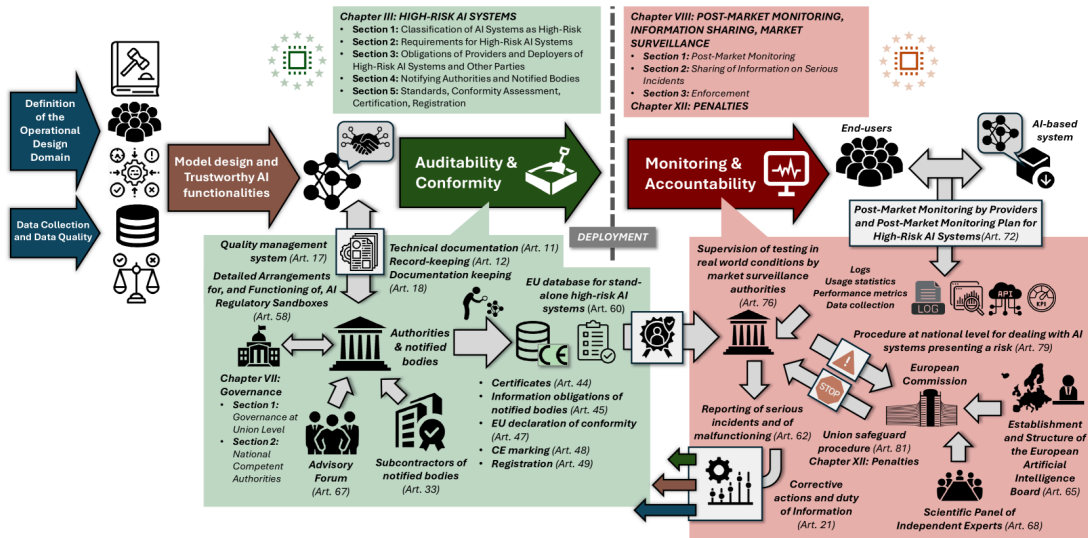 Chapter III: HIGH-RISK AI SYSTEMS
• Section 1: Classification of AI Systems as High-Risk
• Section 2: Requirements for High-Risk AI Systems
• Section 3: Obligations of Providers and Deployers of
High-Risk AI Systems and Other Parties
• Section 4: Notifying Authorities and Notified Bodies
• Section 5: Standards, Conformity Assessment,
Certification, Registration
Chapter VIII: POST-MARKET MONITORING,
INFORMATION SHARING, MARKET
SURVEILLANCE
• Section 1: Post-Market Monitoring
• Section 2: Sharing of Information on Serious
Incidents
• Section 3: Enforcement
Chapter XII: PENALTIES
Definition
of the
Operational
Design
Domain
Data Collection
and Data Quality
Model design and
Trustworthy AI
functionalities
Auditability &
Conformity
DEPLOYMENT
Monitoring &
Accountability
End-users
AI-based
system
Post-Market Monitoring by Providers
and Post-Market Monitoring Plan for
High-Risk AI Systems (Art. 72)
Quality management
system (Art. 17)
Technical documentation (Art. 11)
Record-keeping (Art. 12)
Documentation keeping
(Art. 18)
Detailed Arrangements
for, and Functioning of, AI
Regulatory Sandboxes
(Art. 58)
EU database for stand-
alone high-risk AI
systems (Art. 60)
Authorities
& notified
bodies
CE
Chapter VII:
Governance
• Section 1:
Governance at
Union Level
• Section 2:
National
Competent
Authorities
Advisory
Forum
(Art. 67)
Subcontractors of
notified bodies
(Art. 33)
• Certificates (Art. 44)
• Information obligations of
notified bodies (Art. 45)
• EU declaration of conformity
(Art. 47)
• CE marking (Art. 48)
• Registration (Art. 49)
Supervision of testing in
real world conditions by
market surveillance
authorities
(Art. 76)
Logs
Usage statistics
Performance metrics
Data collection
LOG
API
KPI
Procedure at national level for dealing with AI
systems presenting a risk (Art. 79)
STOP
European
Commission
Reporting of serious
incidents and of
malfunctioning (Art. 62)
Union safeguard
procedure (Art. 81)
Chapter XII: Penalties
Establishment
and Structure of
the European
Artificial
Intelligence
Board (Art. 65)
Corrective
actions and duty
of Information
(Art. 21)
Scientific Panel of
Independent Experts (Art. 68)